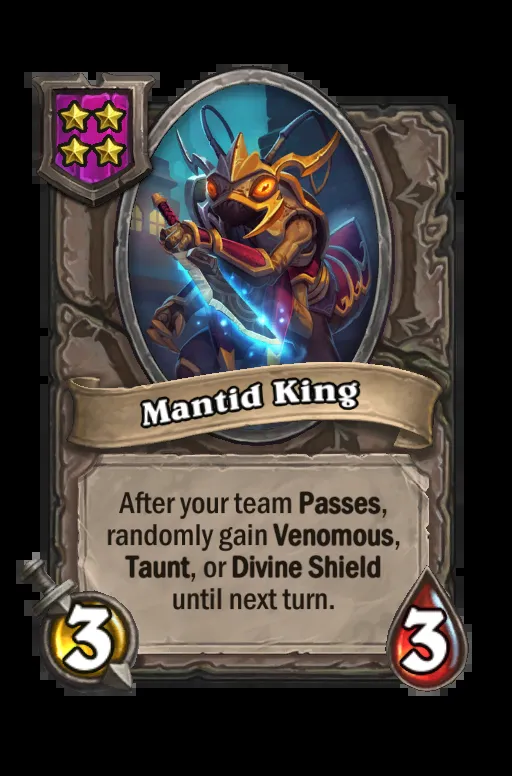 Mantid King
After your team Passes,
randomly gain Venomous,
Taunt, or Divine Shield
until next turn.
3
3